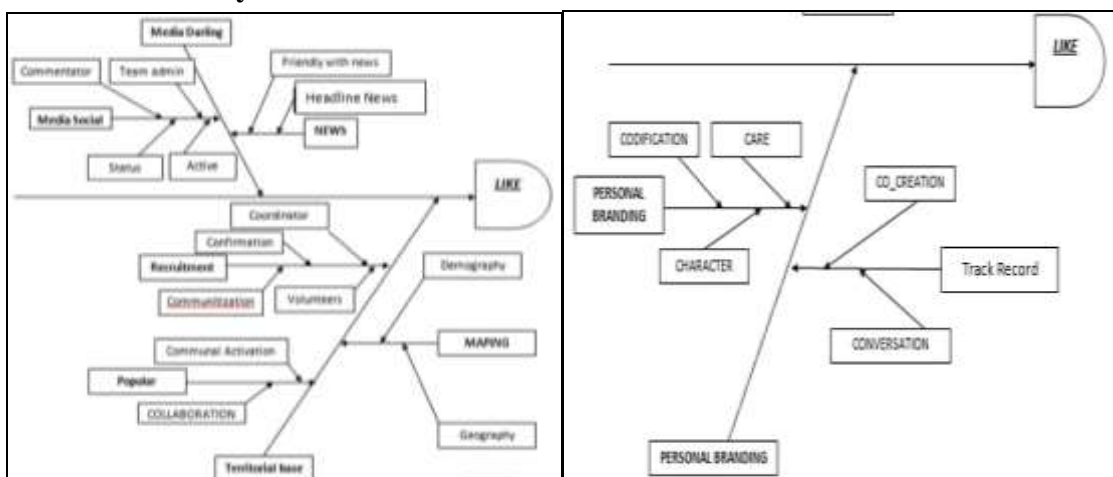 Media Darling
Commentator
Team admin
Friendly with news
Headline News
Media Social
NEWS
Status
Active
LIKE
Coordinator
Confirmation
Recruitment
Demography
Communitization
Volunteers
Communal Activation
MAPING
Popular
COLLABORATION
Geography
Territorial base
LIKE
CODIFICATION
CARE
CO_CREATION
PERSONAL
BRANDING
CHARACTER
Track Record
CONVERSATION
PERSONAL BRANDING